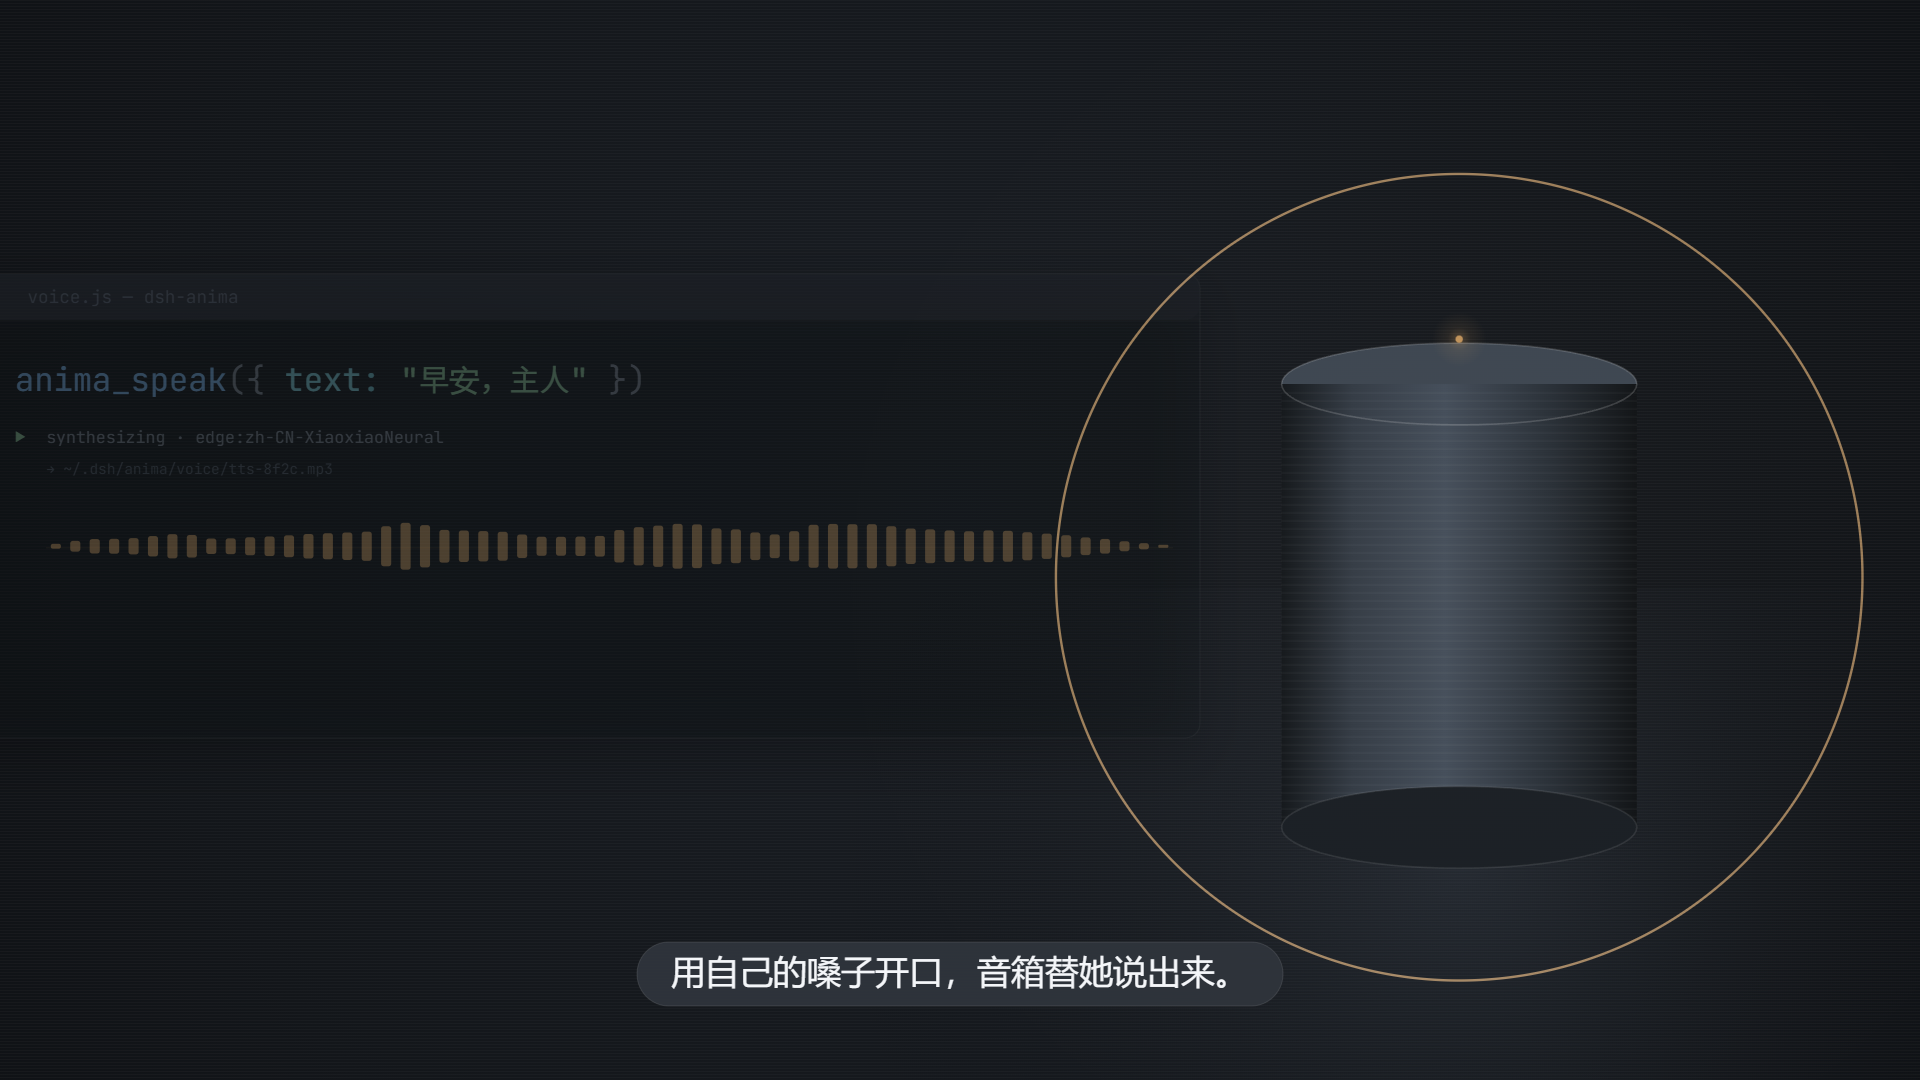 voice.js — dsh-anima
anima_speak({ text: "早安，主人" })
▶ synthesizing · edge:zh-CN-XiaoxiaoNeural
→ ~/.dsh/anima/voice/tts-8f2c.mp3
用自己的嗓子开口，音箱替她说出来。